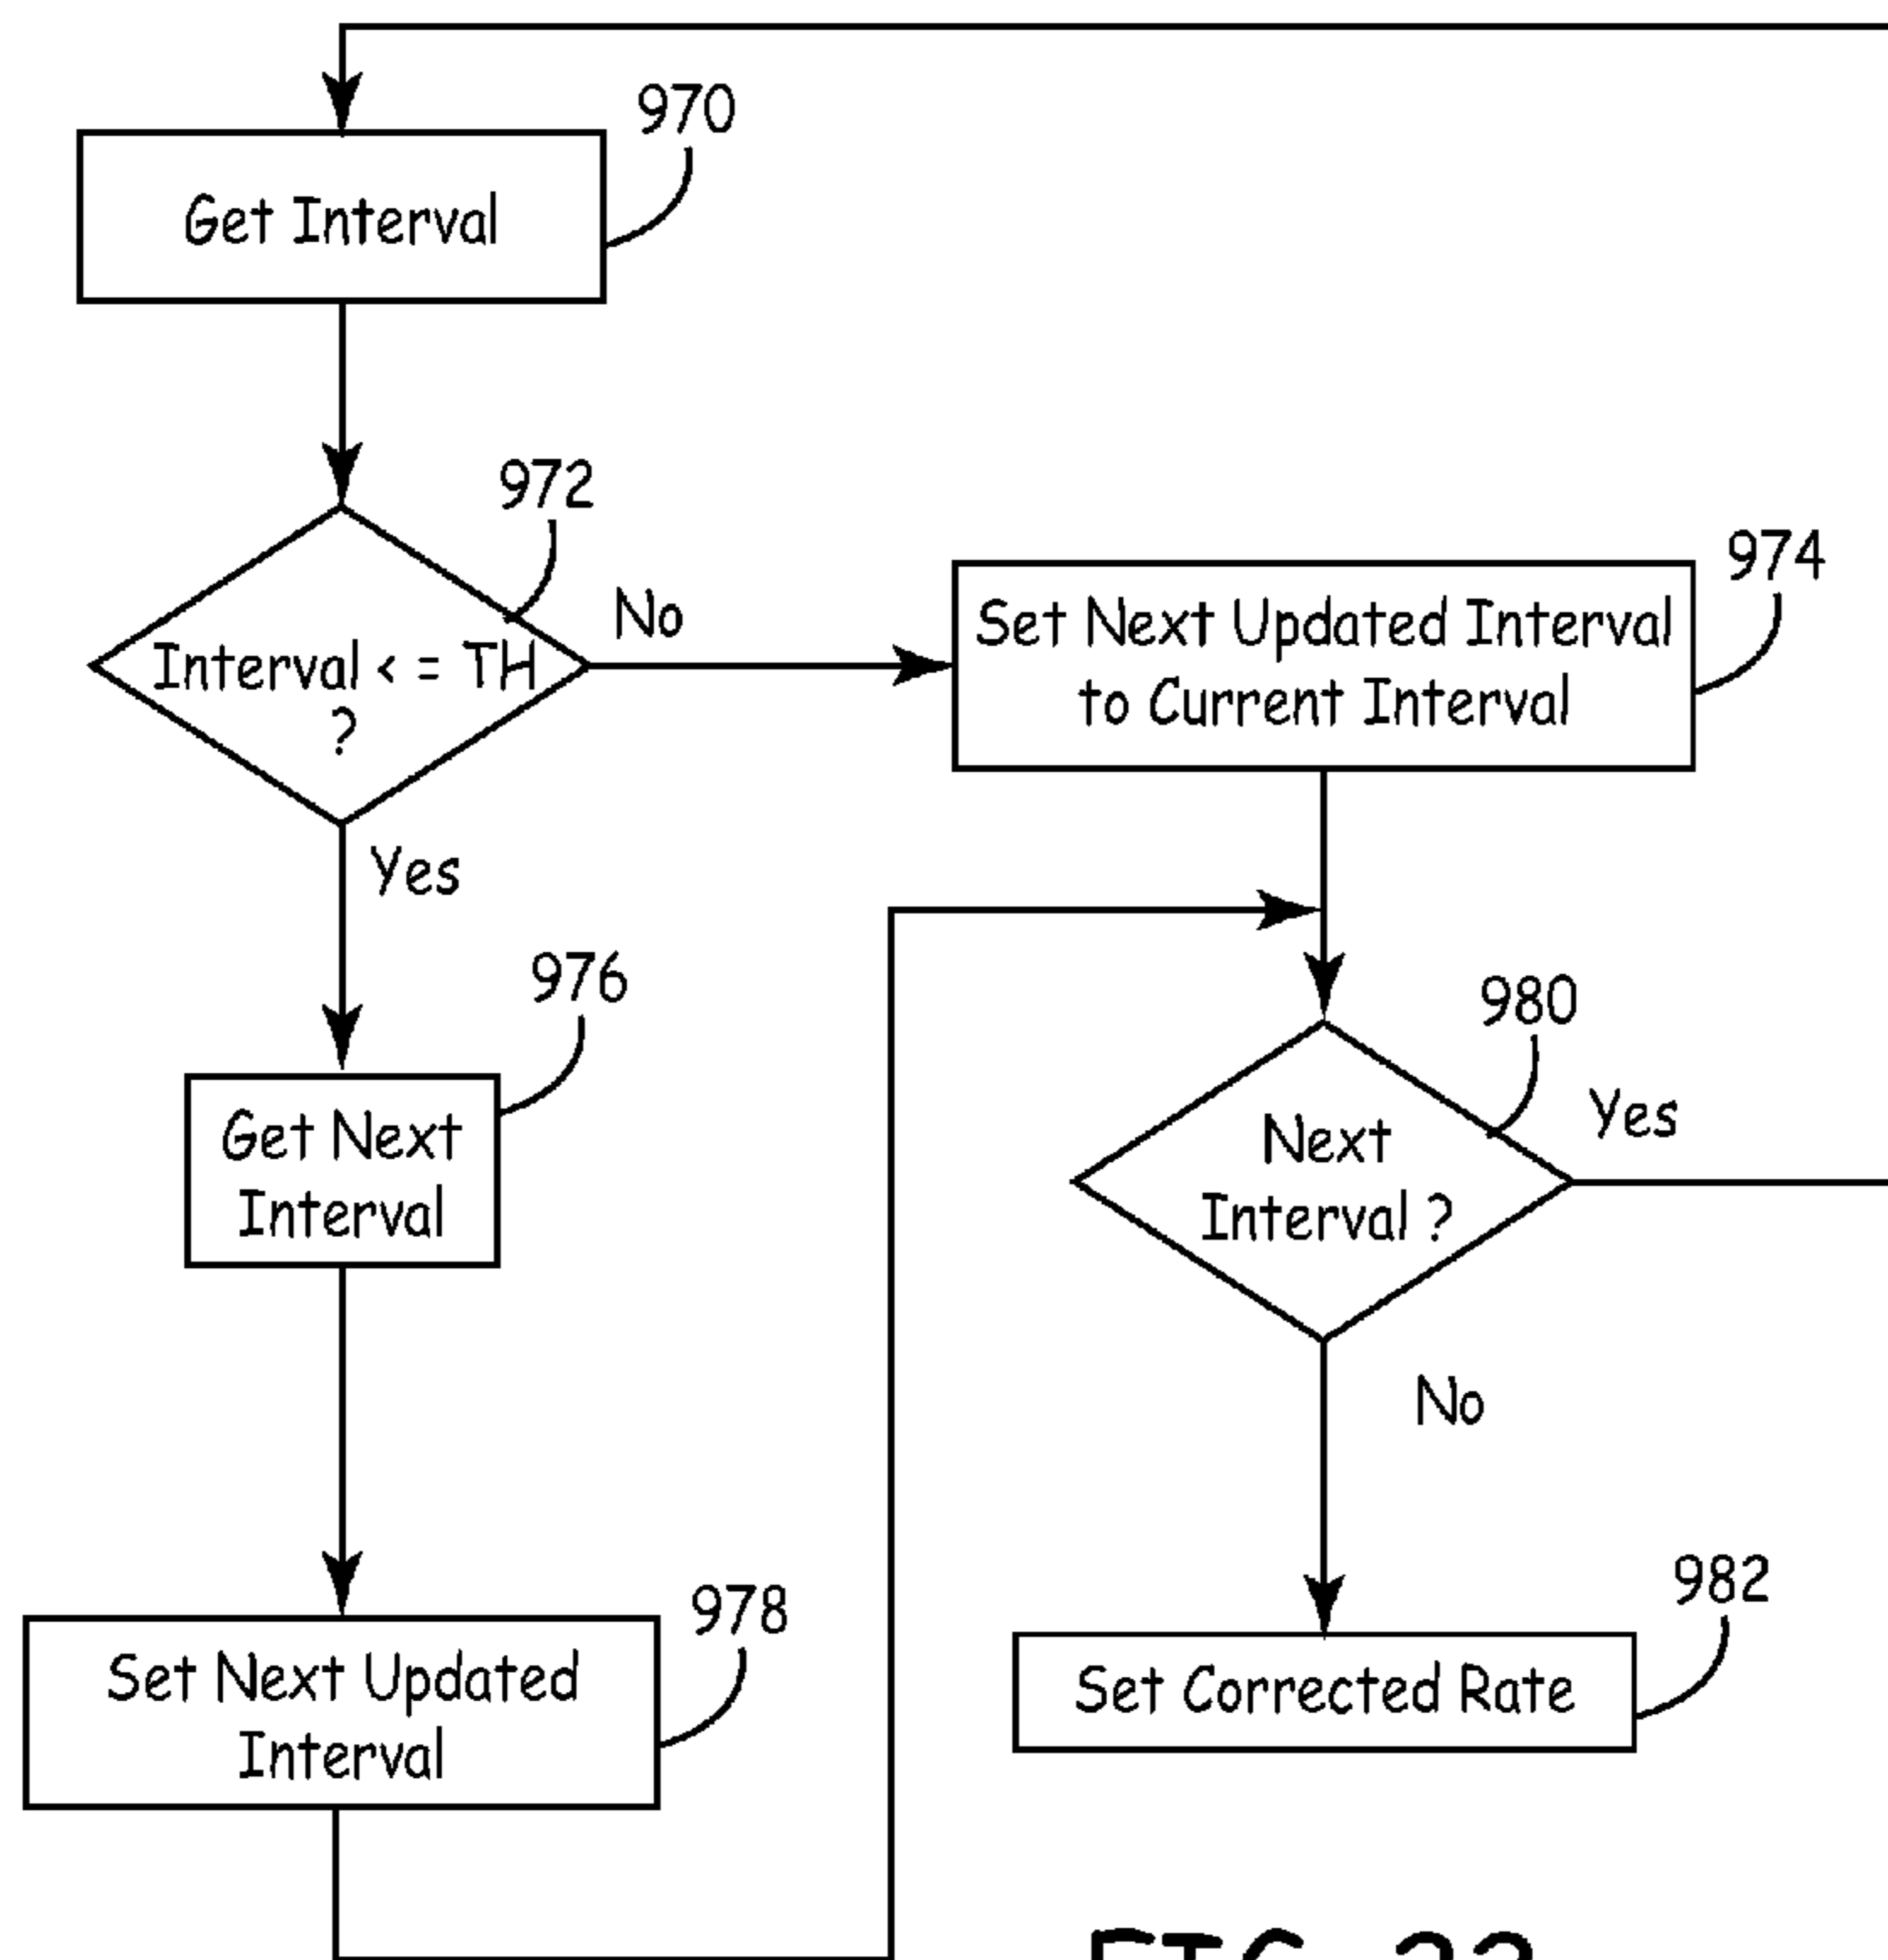 970
Get Interval
972
Interval < = TH
?
No
974
Set Next Updated Interval
to Current Interval
Yes
976
Get Next
Interval
980
Next
Interval ?
Yes
No
978
Set Next Updated
Interval
982
Set Corrected Rate